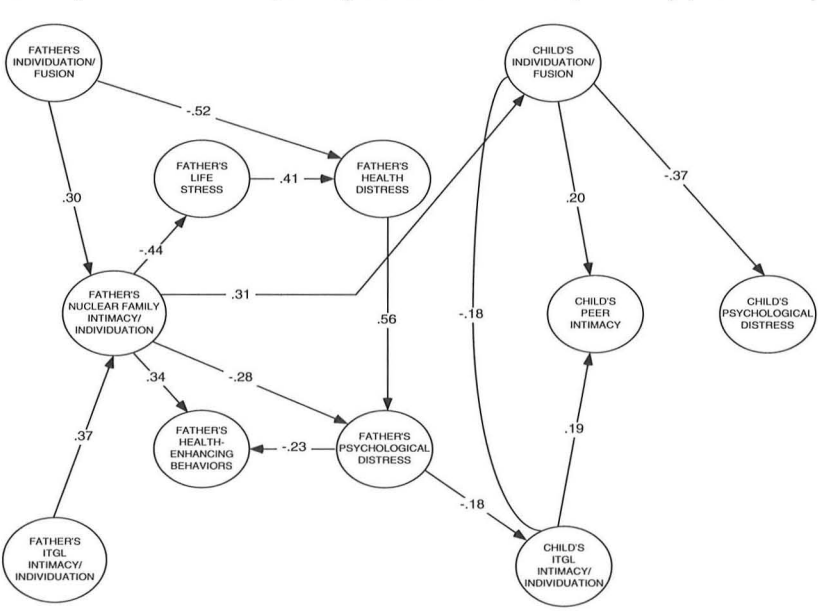 FATHER'S
INDIVIDUATION/
FUSION
CHILD'S
INDIVIDUATION/
FUSION
-.52
FATHER'S
LIFE
STRESS
.41
FATHER'S
HEALTH
DISTRESS
.30
.20
-.37
-.44
FATHER'S
NUCLEAR FAMILY
INTIMACY/
INDIVIDUATION
.31
.56
-.18
CHILD'S
PEER
INTIMACY
CHILD'S
PSYCHOLOGICAL
DISTRESS
.34
-.28
.37
FATHER'S
HEALTH-
ENHANCING
BEHAVIORS
-.23
FATHER'S
PSYCHOLOGICAL
DISTRESS
.19
-.18
FATHER'S
ITGL
INTIMACY/
INDIVIDUATION
CHILD'S
ITGL
INTIMACY/
INDIVIDUATION